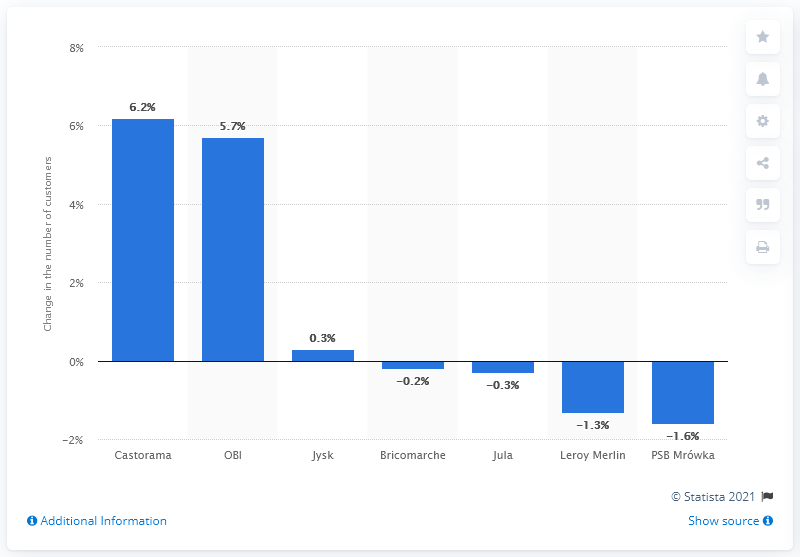 8%
6%
4%
2%
0%
−2%
Change in the number of customers
6.2%
5.7%
0.3%
−0.2%
−0.3%
−1.3%
−1.6%
Castorama
OBI
Jysk
Bricomarche
Jula
Leroy Merlin
PSB Mrówka
© Statista 2021
Additional Information
Show source